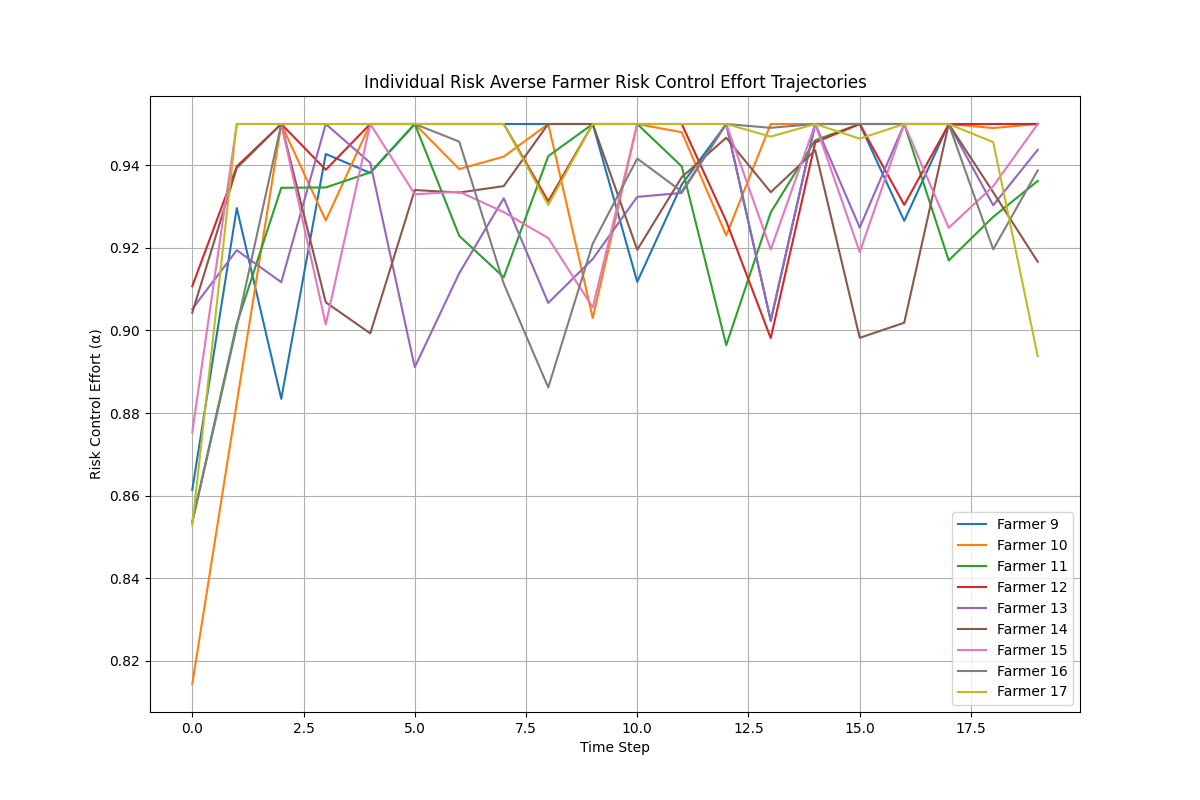 Individual Risk Averse Farmer Risk Control Effort Trajectories
Risk Control Effort (α)
0.94
0.92
0.90
0.88
0.86
0.84
0.82
0.0
2.5
5.0
7.5
10.0
12.5
15.0
17.5
Time Step
Farmer 9
Farmer 10
Farmer 11
Farmer 12
Farmer 13
Farmer 14
Farmer 15
Farmer 16
Farmer 17